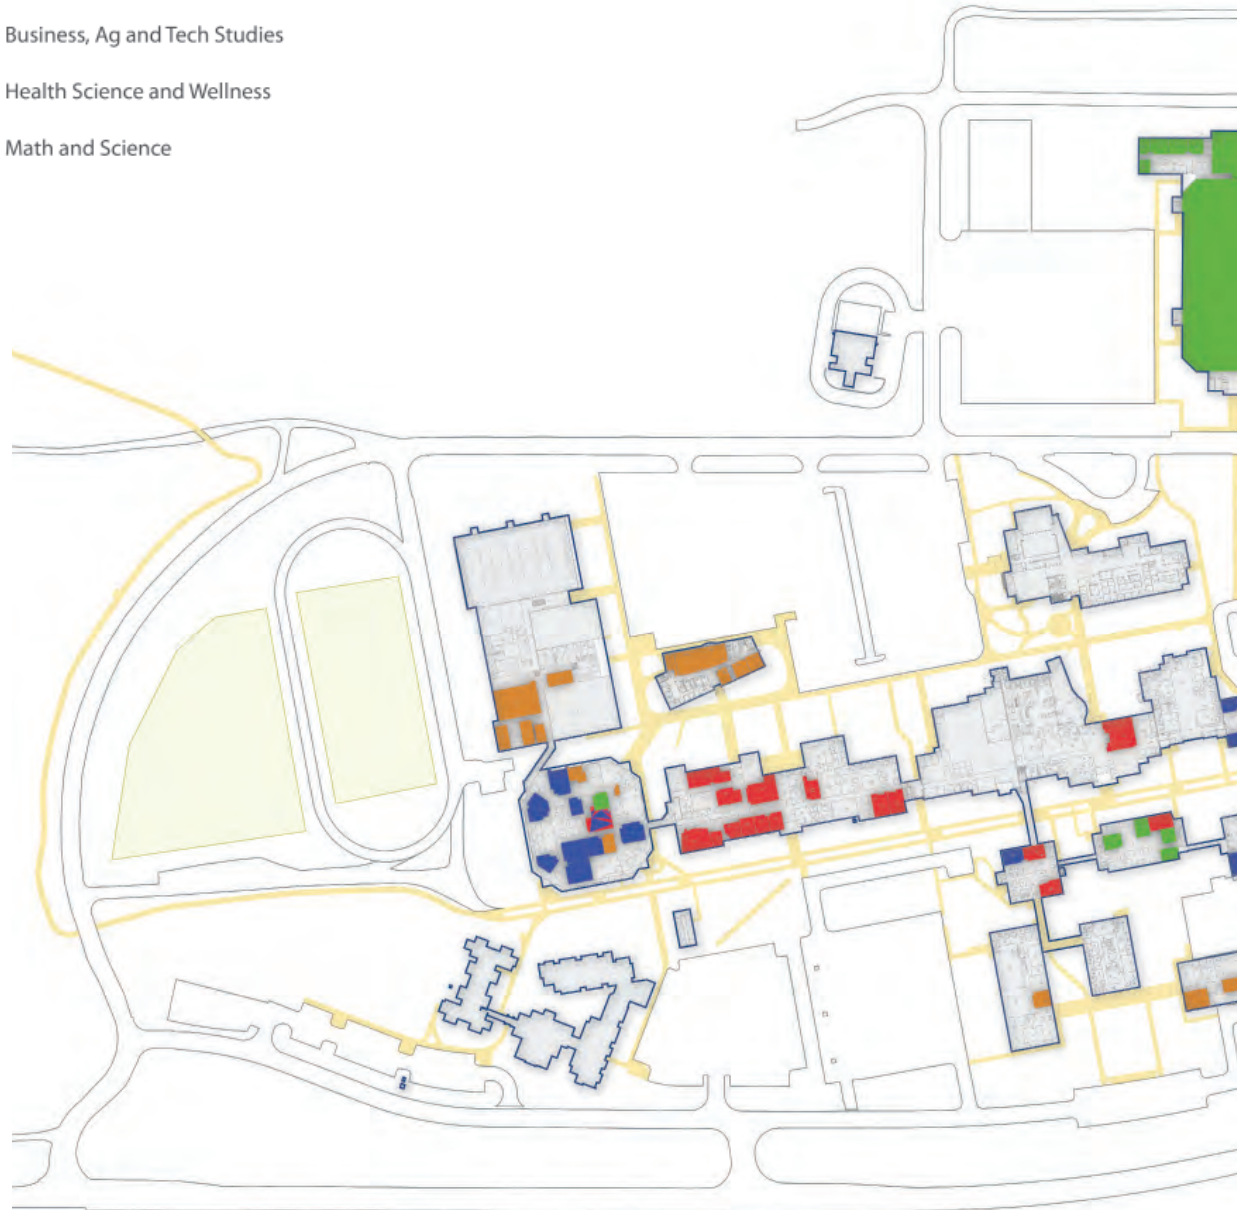 Business, Ag and Tech Studies
Health Science and Wellness
Math and Science